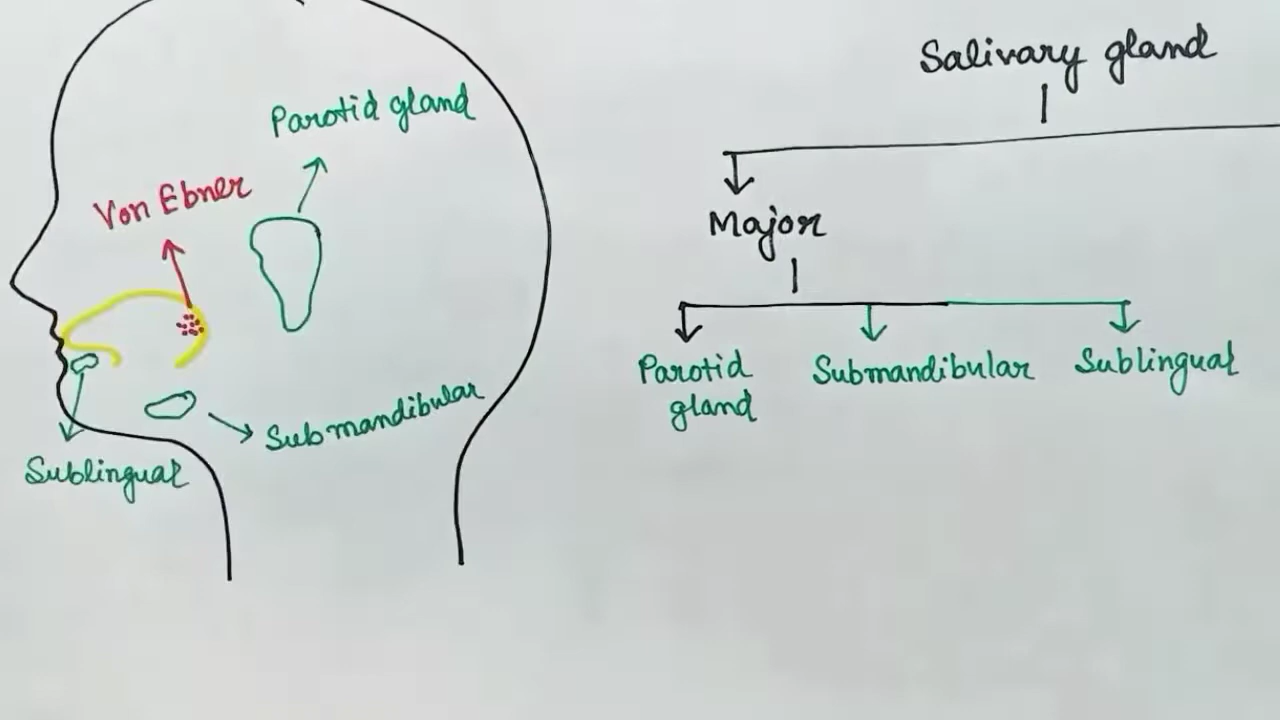 Parotid gland
Von Ebner
Submandibular
Sublingual
Salivary gland
Major
Parotid
gland
Submandibular
Sublingual